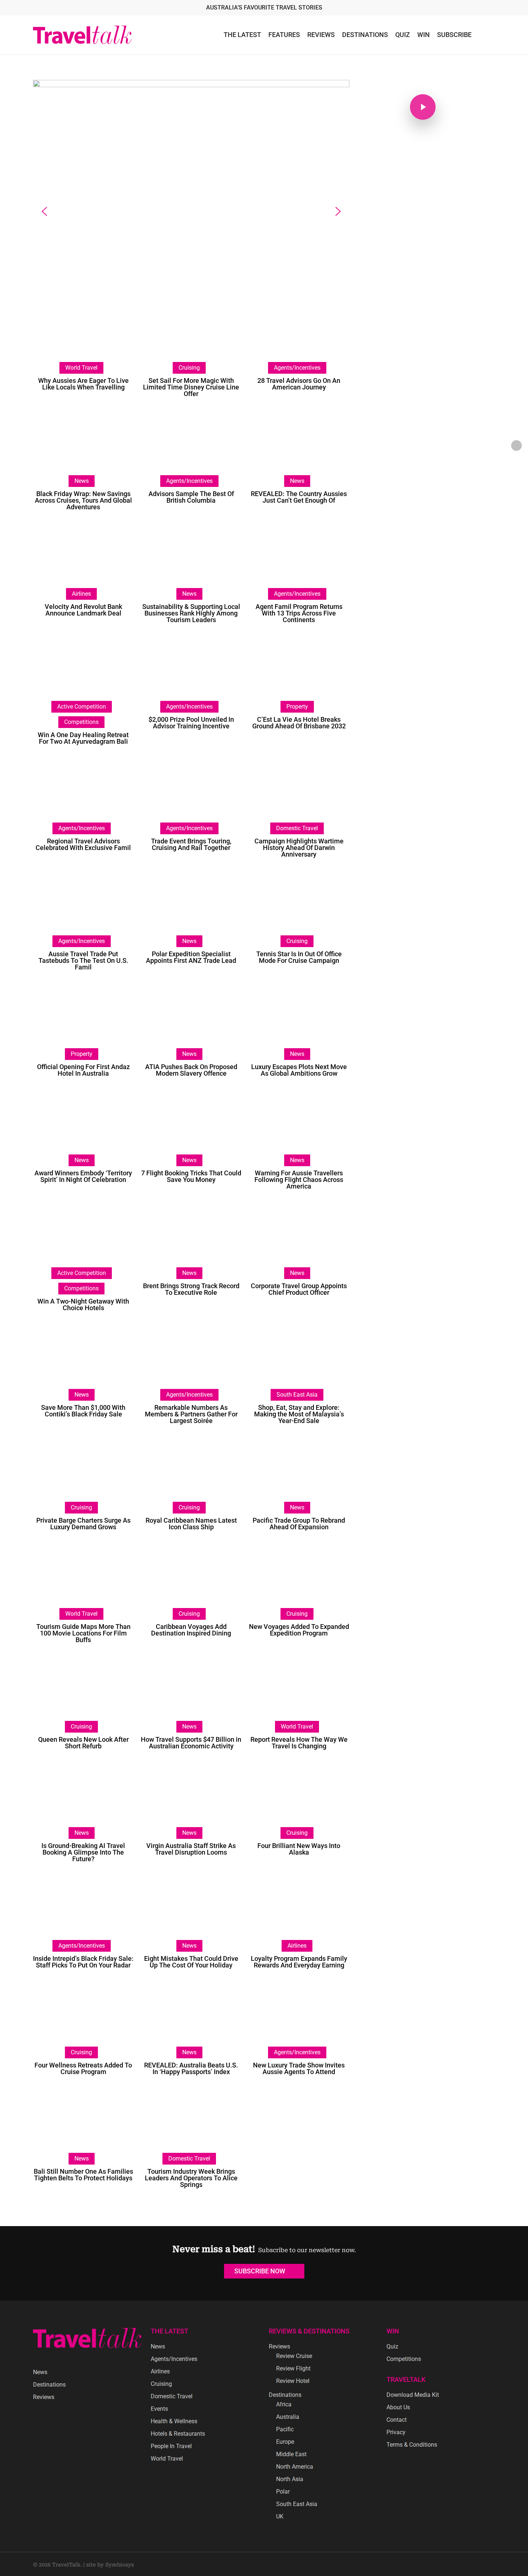 AUSTRALIA'S FAVOURITE TRAVEL STORIES
Traveltalk
THE LATEST FEATURES REVIEWS DESTINATIONS QUIZ WIN SUBSCRIBE
World Travel
Why Aussies Are Eager To Live
Like Locals When Travelling
Cruising
Set Sail For More Magic With
Limited Time Disney Cruise Line
Offer
Agents/Incentives
28 Travel Advisors Go On An
American Journey
News
Black Friday Wrap: New Savings
Across Cruises, Tours And Global
Adventures
Agents/Incentives
Advisors Sample The Best Of
British Columbia
News
REVEALED: The Country Aussies
Just Can't Get Enough Of
Airlines
Velocity And Revolut Bank
Announce Landmark Deal
News
Sustainability & Supporting Local
Businesses Rank Highly Among
Tourism Leaders
Agents/Incentives
Agent Famil Program Returns
With 13 Trips Across Five
Continents
Active Competition
Competitions
Win A One Day Healing Retreat
For Two At Ayurvedagram Bali
Agents/Incentives
$2,000 Prize Pool Unveiled In
Advisor Training Incentive
Property
C'Est La Vie As Hotel Breaks
Ground Ahead Of Brisbane 2032
Agents/Incentives
Regional Travel Advisors
Celebrated With Exclusive Famil
Agents/Incentives
Trade Event Brings Touring,
Cruising And Rail Together
Domestic Travel
Campaign Highlights Wartime
History Ahead Of Darwin
Anniversary
Agents/Incentives
Aussie Travel Trade Put
Tastebuds To The Test On U.S.
Famil
News
Polar Expedition Specialist
Appoints First ANZ Trade Lead
Cruising
Tennis Star Is In Out Of Office
Mode For Cruise Campaign
Property
Official Opening For First Andaz
Hotel In Australia
News
ATIA Pushes Back On Proposed
Modern Slavery Offence
News
Luxury Escapes Plots Next Move
As Global Ambitions Grow
News
Award Winners Embody 'Territory
Spirit' In Night Of Celebration
News
7 Flight Booking Tricks That Could
Save You Money
News
Warning For Aussie Travellers
Following Flight Chaos Across
America
Active Competition
Competitions
Win A Two-Night Getaway With
Choice Hotels
News
Brent Brings Strong Track Record
To Executive Role
News
Corporate Travel Group Appoints
Chief Product Officer
News
Save More Than $1,000 With
Contiki's Black Friday Sale
Agents/Incentives
Remarkable Numbers As
Members & Partners Gather For
Largest Soirée
South East Asia
Shop, Eat, Stay and Explore:
Making the Most of Malaysia's
Year-End Sale
Cruising
Private Barge Charters Surge As
Luxury Demand Grows
Cruising
Royal Caribbean Names Latest
Icon Class Ship
News
Pacific Trade Group To Rebrand
Ahead Of Expansion
World Travel
Tourism Guide Maps More Than
100 Movie Locations For Film
Buffs
Cruising
Caribbean Voyages Add
Destination Inspired Dining
Cruising
New Voyages Added To Expanded
Expedition Program
Cruising
Queen Reveals New Look After
Short Refurb
News
How Travel Supports $47 Billion in
Australian Economic Activity
World Travel
Report Reveals How The Way We
Travel Is Changing
News
Is Ground-Breaking AI Travel
Booking A Glimpse Into The
Future?
News
Virgin Australia Staff Strike As
Travel Disruption Looms
Cruising
Four Brilliant New Ways Into
Alaska
Agents/Incentives
Inside Intrepid's Black Friday Sale:
Staff Picks To Put On Your Radar
News
Eight Mistakes That Could Drive
Up The Cost Of Your Holiday
Airlines
Loyalty Program Expands Family
Rewards And Everyday Earning
Cruising
Four Wellness Retreats Added To
Cruise Program
News
REVEALED: Australia Beats U.S.
In 'Happy Passports' Index
Agents/Incentives
New Luxury Trade Show Invites
Aussie Agents To Attend
News
Bali Still Number One As Families
Tighten Belts To Protect Holidays
Domestic Travel
Tourism Industry Week Brings
Leaders And Operators To Alice
Springs
Never miss a beat! Subscribe to our newsletter now.
SUBSCRIBE NOW
Traveltalk
News
Destinations
Reviews
THE LATEST
News
Agents/Incentives
Airlines
Cruising
Domestic Travel
Events
Health & Wellness
Hotels & Restaurants
People In Travel
World Travel
REVIEWS & DESTINATIONS
Reviews
Review Cruise
Review Flight
Review Hotel
Destinations
Africa
Australia
Pacific
Europe
Middle East
North America
North Asia
Polar
South East Asia
UK
WIN
Quiz
Competitions
TRAVELTALK
Download Media Kit
About Us
Contact
Privacy
Terms & Conditions
© 2026 TravelTalk. | site by Symbiosys